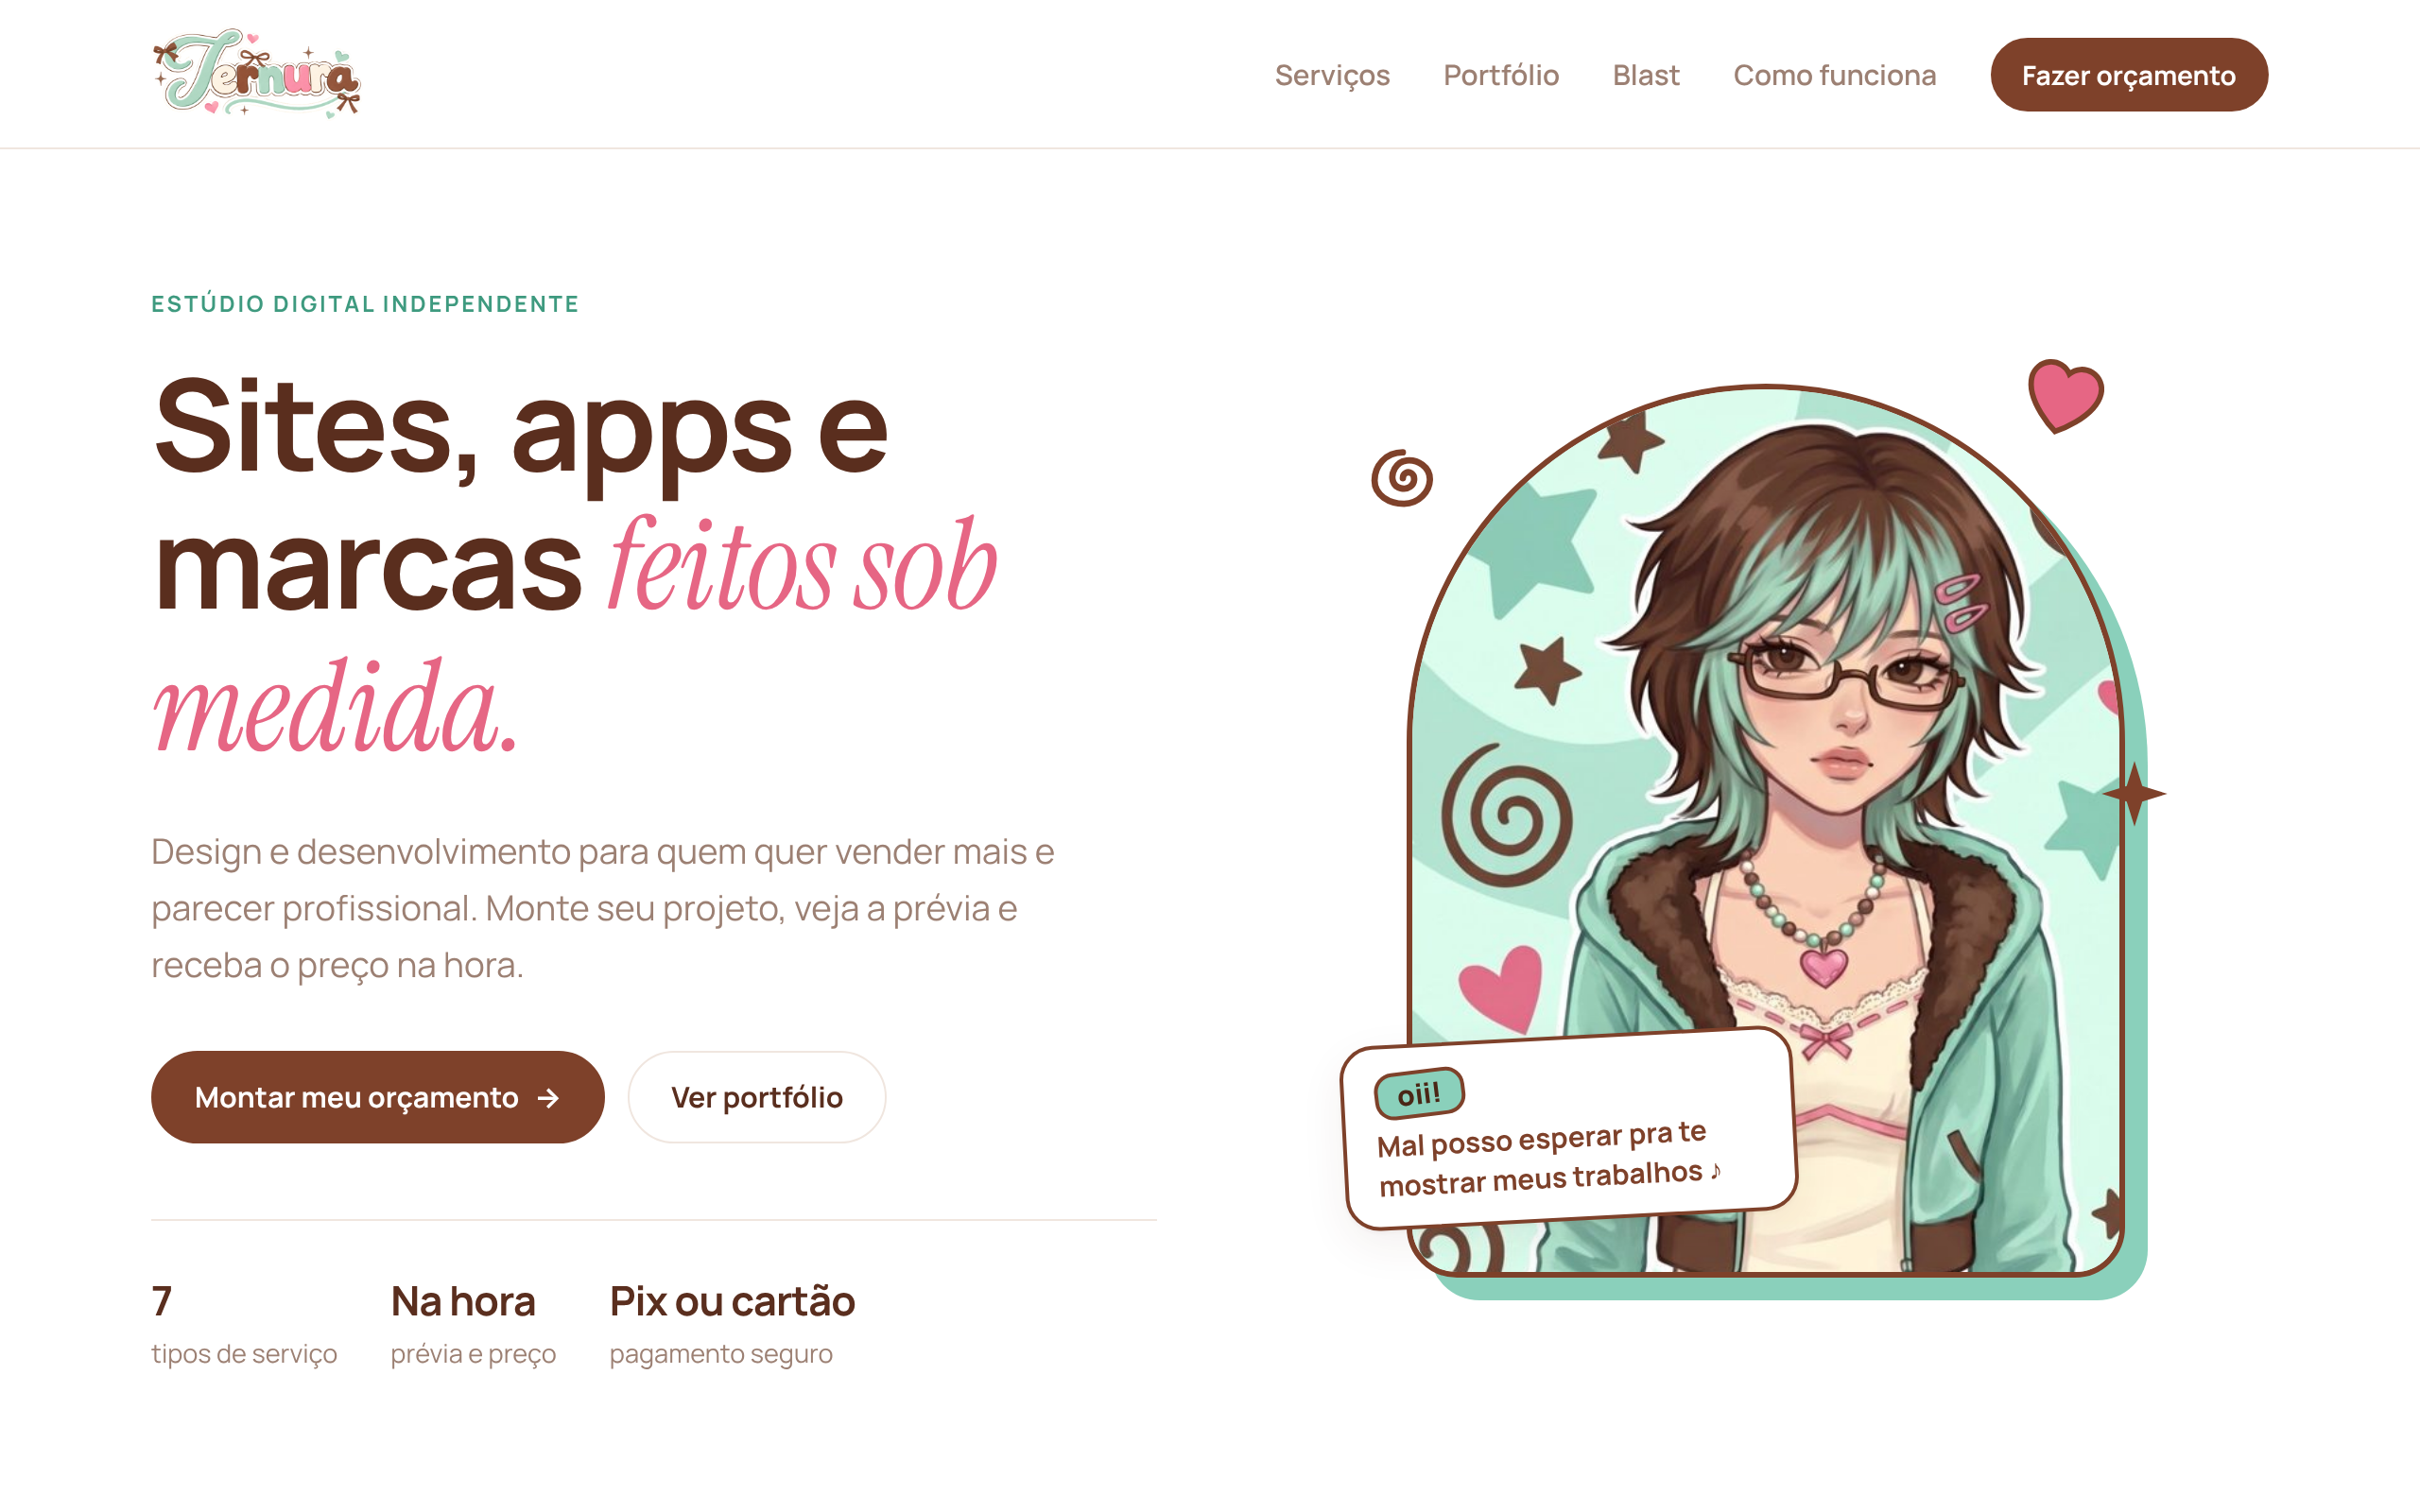 Ternura
Serviços
Portfólio
Blast
Como funciona
Fazer orçamento
ESTÚDIO DIGITAL INDEPENDENTE
Sites, apps e
marcas feitos sob
medida.
Design e desenvolvimento para quem quer vender mais e
parecer profissional. Monte seu projeto, veja a prévia e
receba o preço na hora.
Montar meu orçamento →
Ver portfólio
7
tipos de serviço
Na hora
prévia e preço
Pix ou cartão
pagamento seguro
oii!
Mal posso esperar pra te
mostrar meus trabalhos ♪